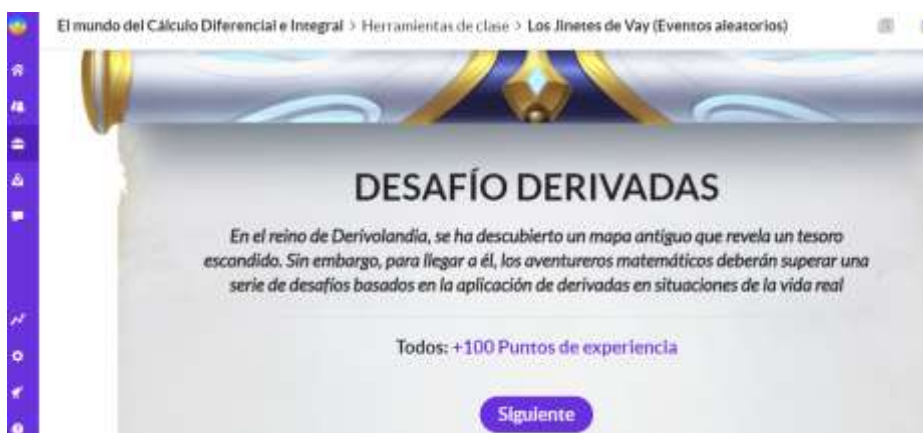 El mundo del Cálculo Diferencial e Integral > Herramientas de clase > Los Jinetes de Vay (Eventos aleatorios)
DESAFÍO DERIVADAS
En el reino de Derivolandia, se ha descubierto un mapa antiguo que revela un tesoro
escondido. Sin embargo, para llegar a él, los aventureros matemáticos deberán superar una
serie de desafíos basados en la aplicación de derivadas en situaciones de la vida real
Todos: +100 Puntos de experiencia
Siguiente